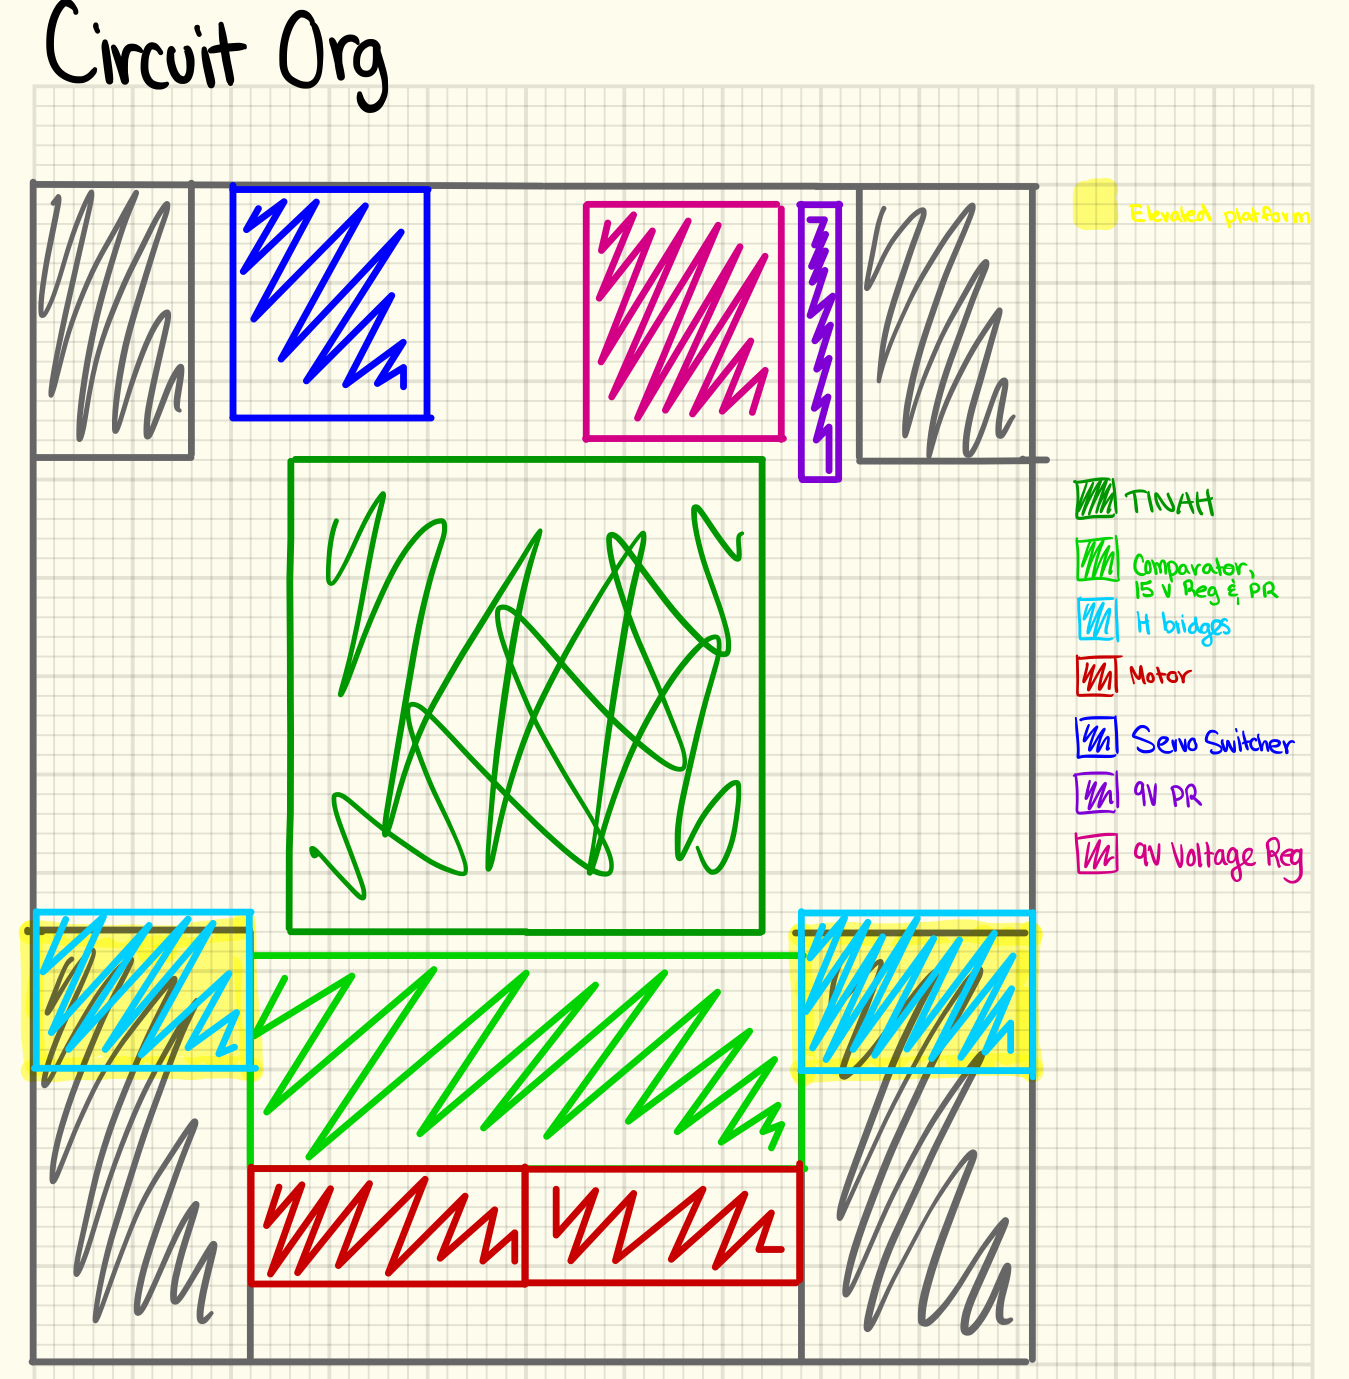 Circuit Org
Elevated platform
TINAH
Comparator,
15 v Reg & PR
H bridges
Motor
Servo Switcher
9V PR
9V Voltage Reg